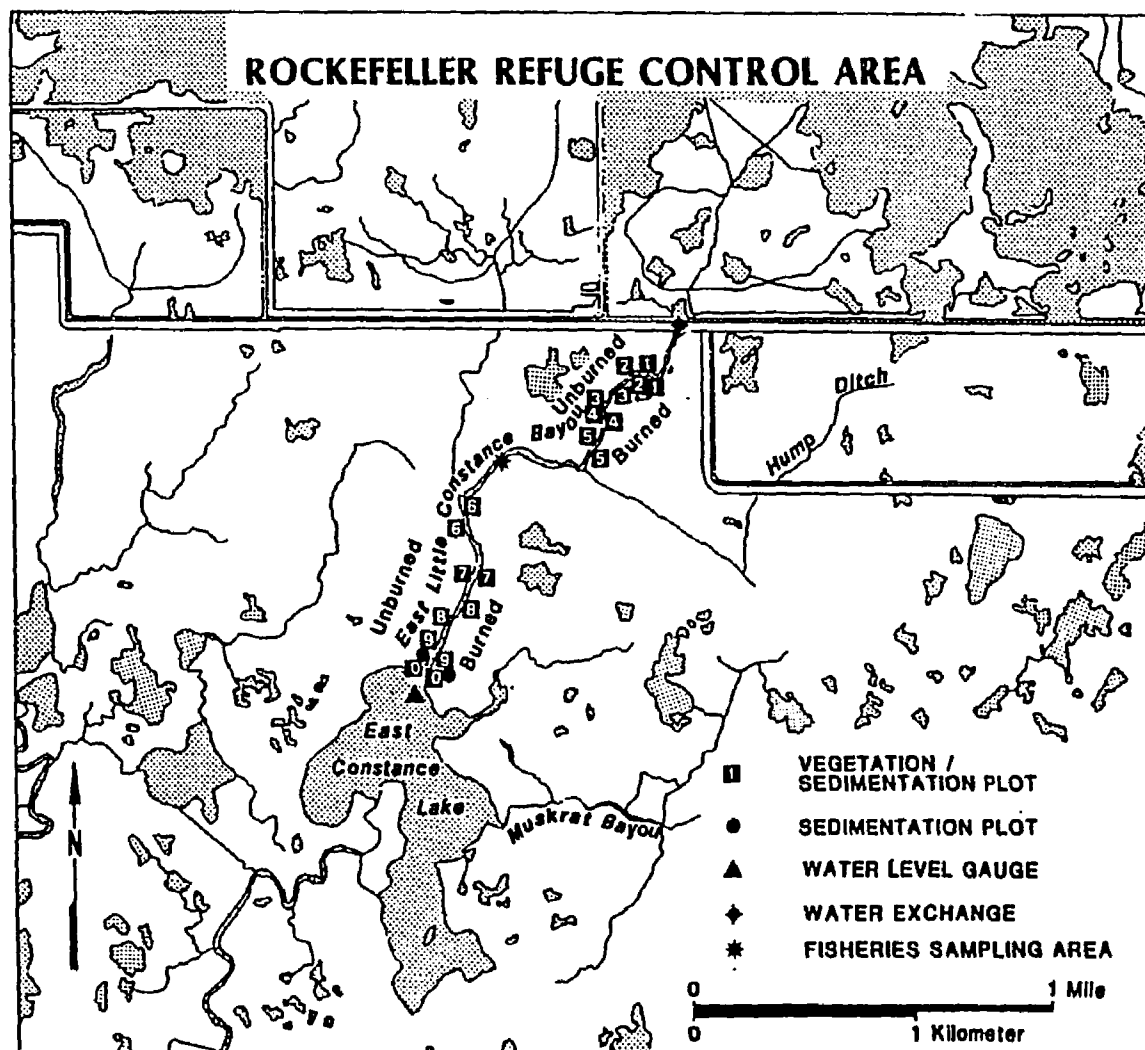 ROCKEFELLER REFUGE CONTROL AREA
Unburned
Bayou
2 1
2 1
3 3
4 4
5
5
Burned
Ditch
Hump
Constance
6
6
7 7
8 8
9 9
0 0
Unburned
East Little
Burned
East
Constance
Lake
Muskrat Bayou
N
1 VEGETATION /
SEDIMENTATION PLOT
SEDIMENTATION PLOT
WATER LEVEL GAUGE
WATER EXCHANGE
FISHERIES SAMPLING AREA
0 1 Mile
0 1 Kilometer